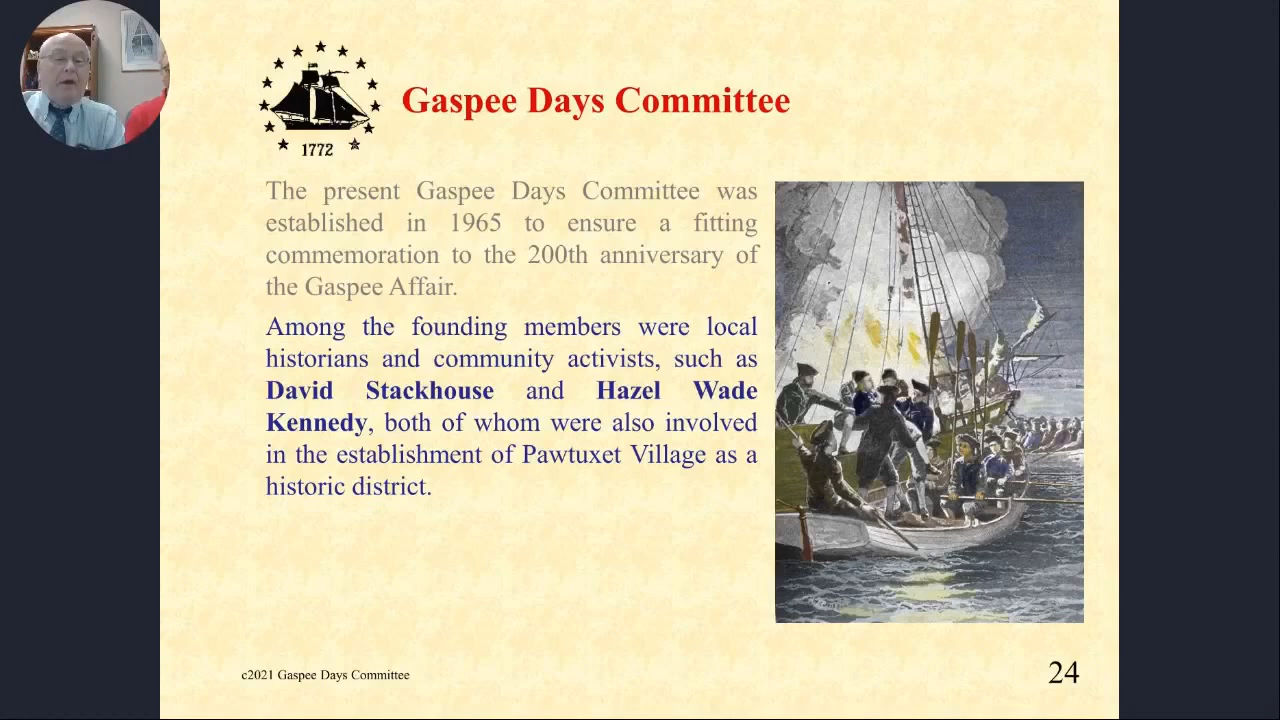 Gaspee Days Committee
1772
The present Gaspee Days Committee was
established in 1965 to ensure a fitting
commemoration to the 200th anniversary of
the Gaspee Affair.
Among the founding members were local
historians and community activists, such as
David Stackhouse and Hazel Wade
Kennedy, both of whom were also involved
in the establishment of Pawtuxet Village as a
historic district.
c2021 Gaspee Days Committee
24